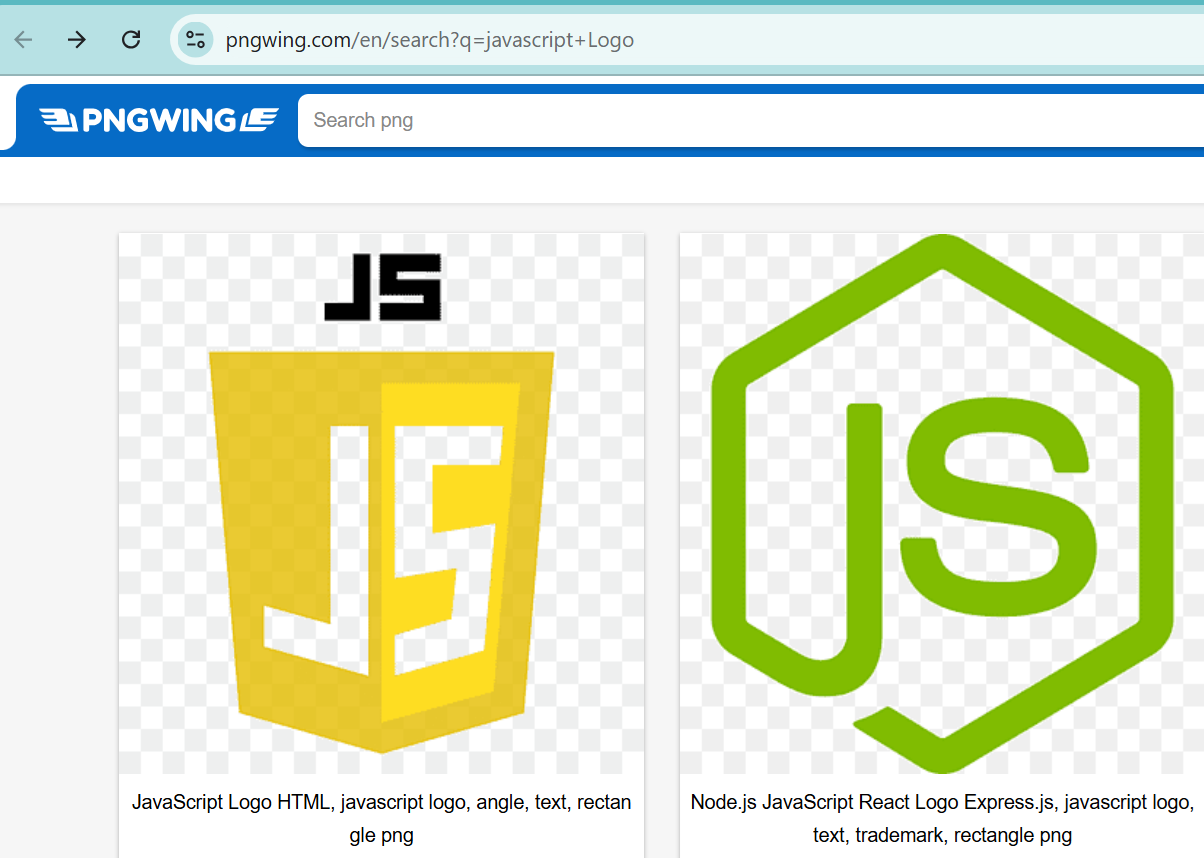 pngwing.com/en/search?q=javascript+Logo
PNGWING
Search png
JS
JS
JS
JavaScript Logo HTML, javascript logo, angle, text, rectan
gle png
Node.js JavaScript React Logo Express.js, javascript logo,
text, trademark, rectangle png